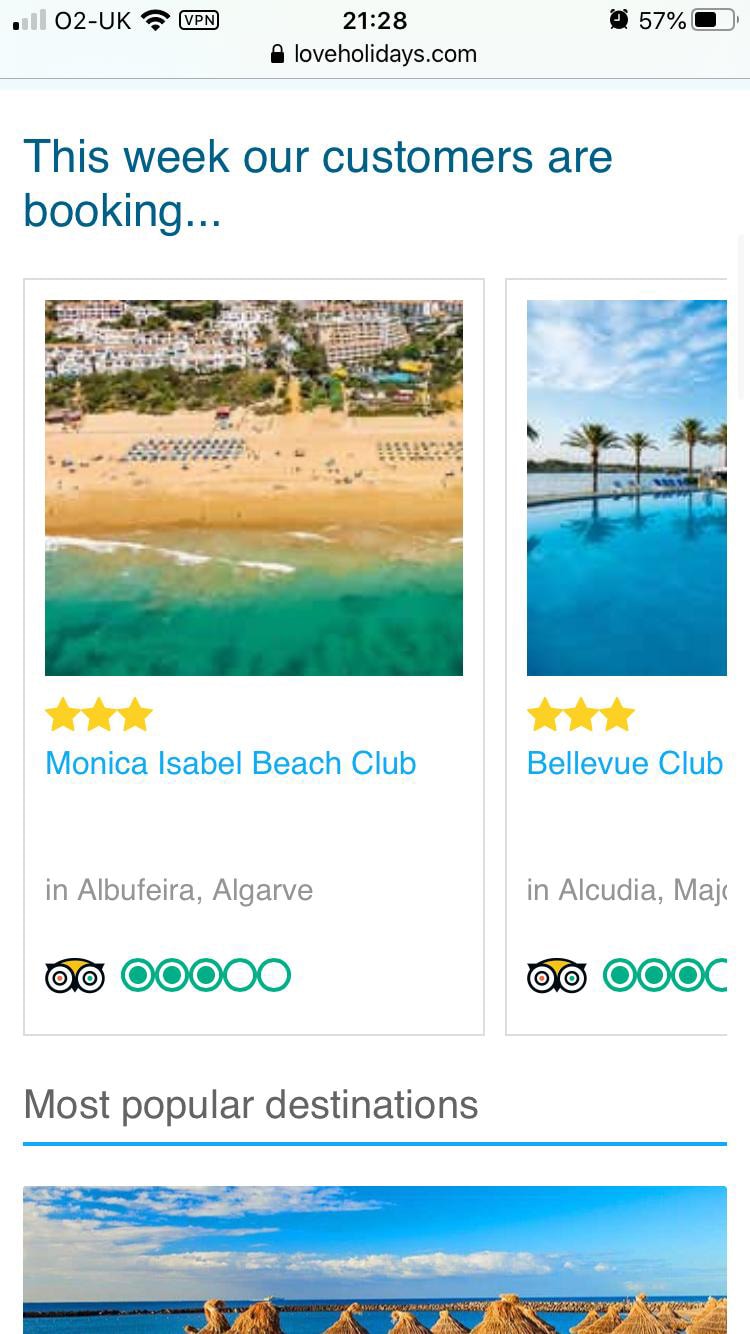 O2-UK VPN 21:28 57%
loveholidays.com
This week our customers are
booking...
Monica Isabel Beach Club
in Albufeira, Algarve
Bellevue Club
in Alcudia, Majo
Most popular destinations